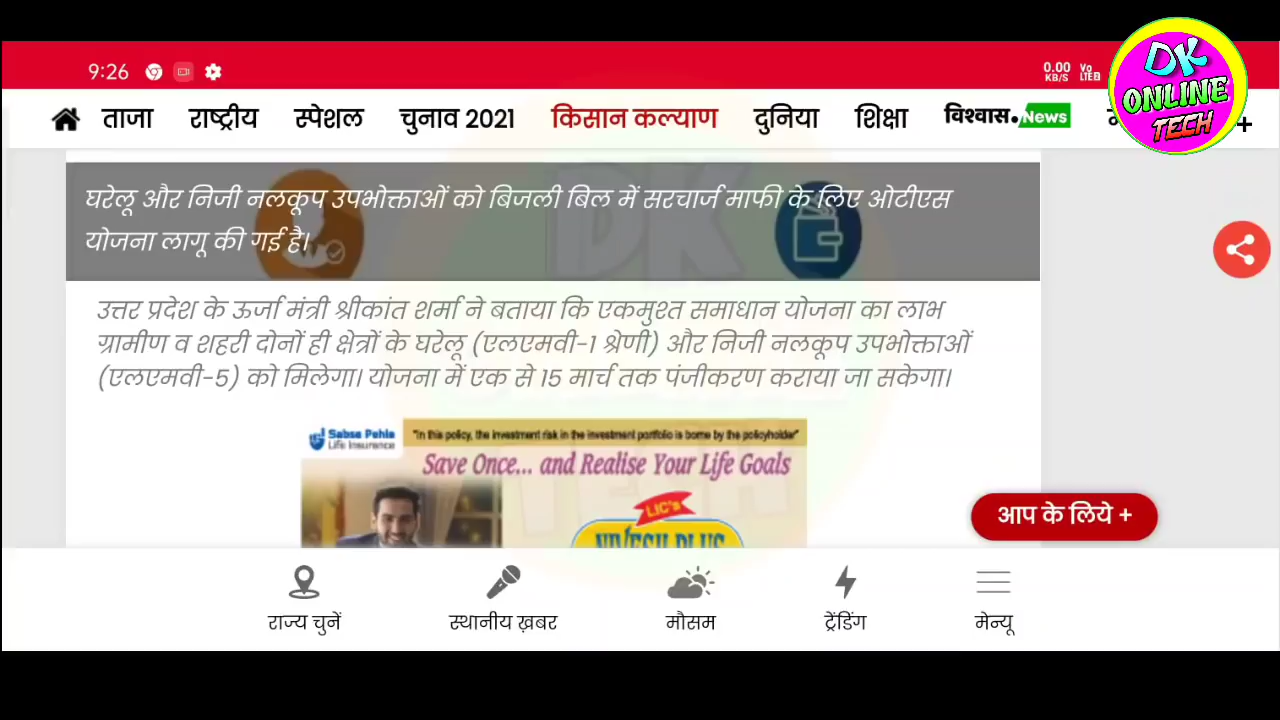 9:26
0.00 KB/S
Vo LTE
DK
ONLINE
TECH
ताजा राष्ट्रीय स्पेशल चुनाव 2021 किसान कल्याण दुनिया शिक्षा विश्वास.News +
घरेलू और निजी नलकूप उपभोक्ताओं को बिजली बिल में सरचार्ज माफी के लिए ओटीएस
योजना लागू की गई है।
उत्तर प्रदेश के ऊर्जा मंत्री श्रीकांत शर्मा ने बताया कि एकमुश्त समाधान योजना का लाभ
ग्रामीण व शहरी दोनों ही क्षेत्रों के घरेलू (एलएमवी-1 श्रेणी) और निजी नलकूप उपभोक्ताओं
(एलएमवी-5) को मिलेगा। योजना में एक से 15 मार्च तक पंजीकरण कराया जा सकेगा।
Sabse Pehle
Life Insurance
"In this policy, the investment risk in the investment portfolio is borne by the policyholder"
Save Once... and Realise Your Life Goals
LIC's
NIVESH PLUS
आप के लिये +
राज्य चुनें स्थानीय ख़बर मौसम ट्रेंडिंग मेन्यू